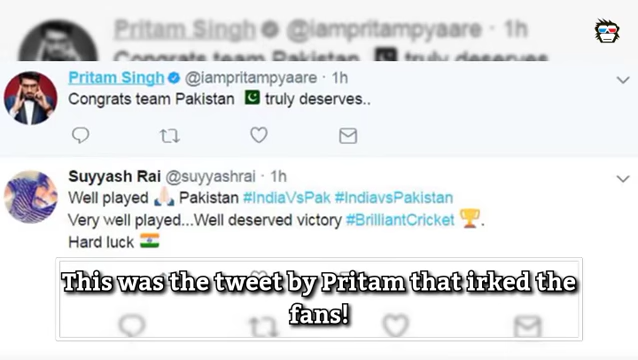 Pritam Singh @iampritampyaare · 1h
Congrats team Pakistan 🇵🇰 truly deserves..
Pritam Singh @iampritampyaare · 1h
Congrats team Pakistan 🇵🇰 truly deserves..
Suyyash Rai @suyyashrai · 1h
Well played 🙏🏻 Pakistan #IndiaVsPak #IndiavsPakistan
Very well played...Well deserved victory #BrilliantCricket 🏆.
Hard luck 🇮🇳
This was the tweet by Pritam that irked the
fans!